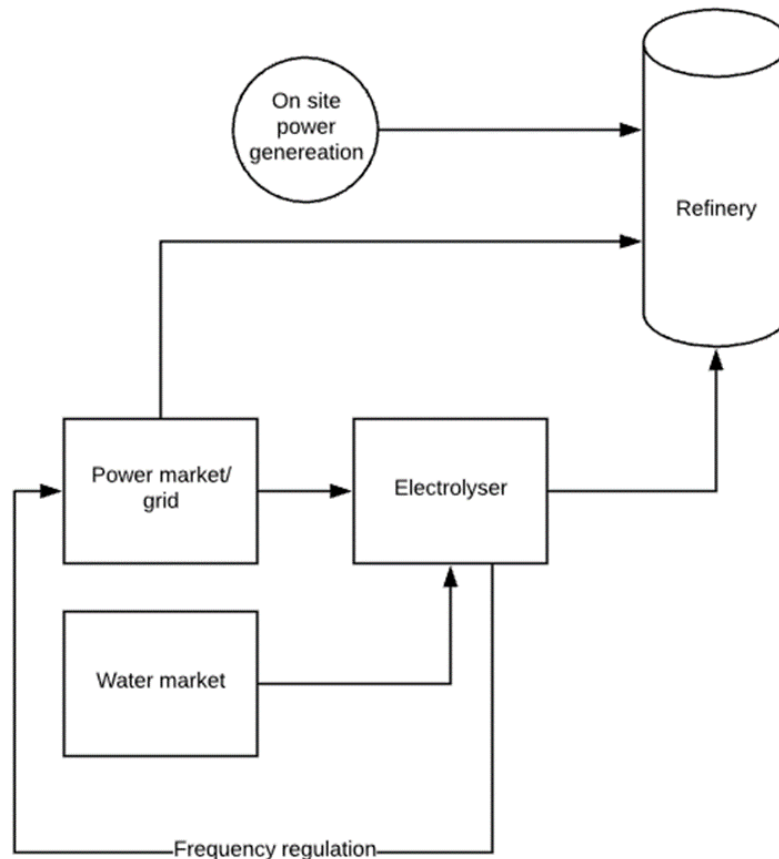 On site
power
genereation
Refinery
Power market/
grid
Electrolyser
Water market
Frequency regulation